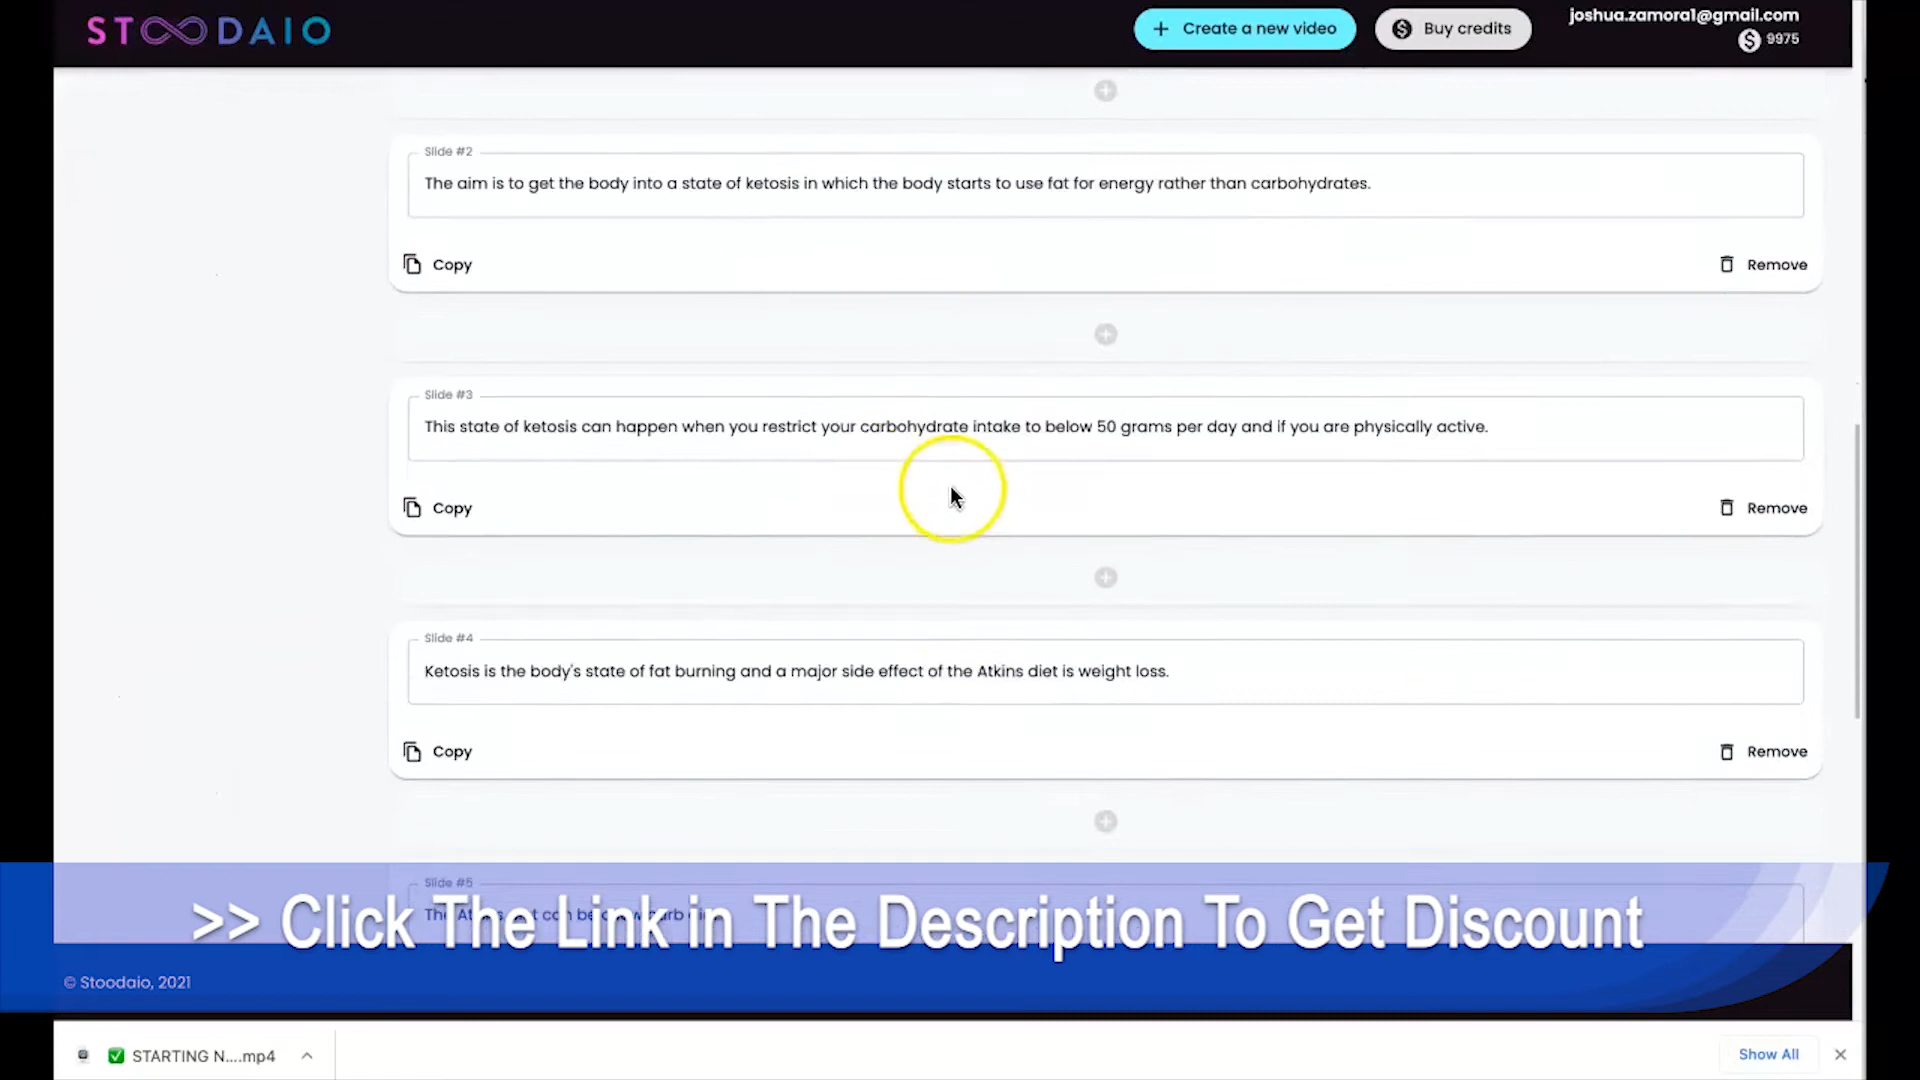 STOODAIO
+ Create a new video
$ Buy credits
joshua.zamora1@gmail.com
$ 9975
Slide #2
The aim is to get the body into a state of ketosis in which the body starts to use fat for energy rather than carbohydrates.
Copy
Remove
Slide #3
This state of ketosis can happen when you restrict your carbohydrate intake to below 50 grams per day and if you are physically active.
Copy
Remove
Slide #4
Ketosis is the body's state of fat burning and a major side effect of the Atkins diet is weight loss.
Copy
Remove
Slide #5
>> Click The Link in The Description To Get Discount
© Stoodaio, 2021
STARTING N....mp4
Show All